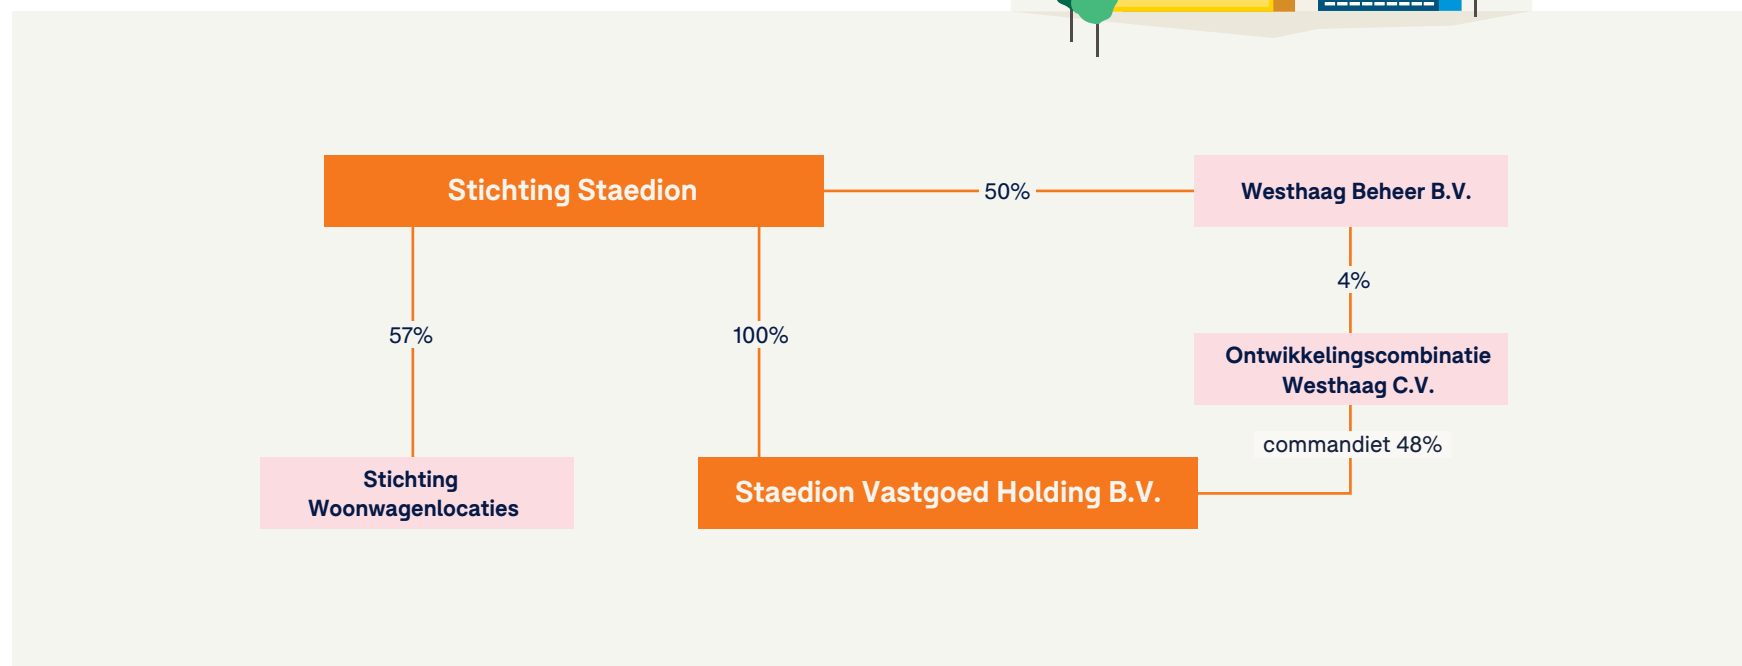 Stichting Staedion
50%
Westhaag Beheer B.V.
4%
57%
100%
Ontwikkelingscombinatie
Westhaag C.V.
commandiet 48%
Stichting
Woonwagenlocaties
Staedion Vastgoed Holding B.V.